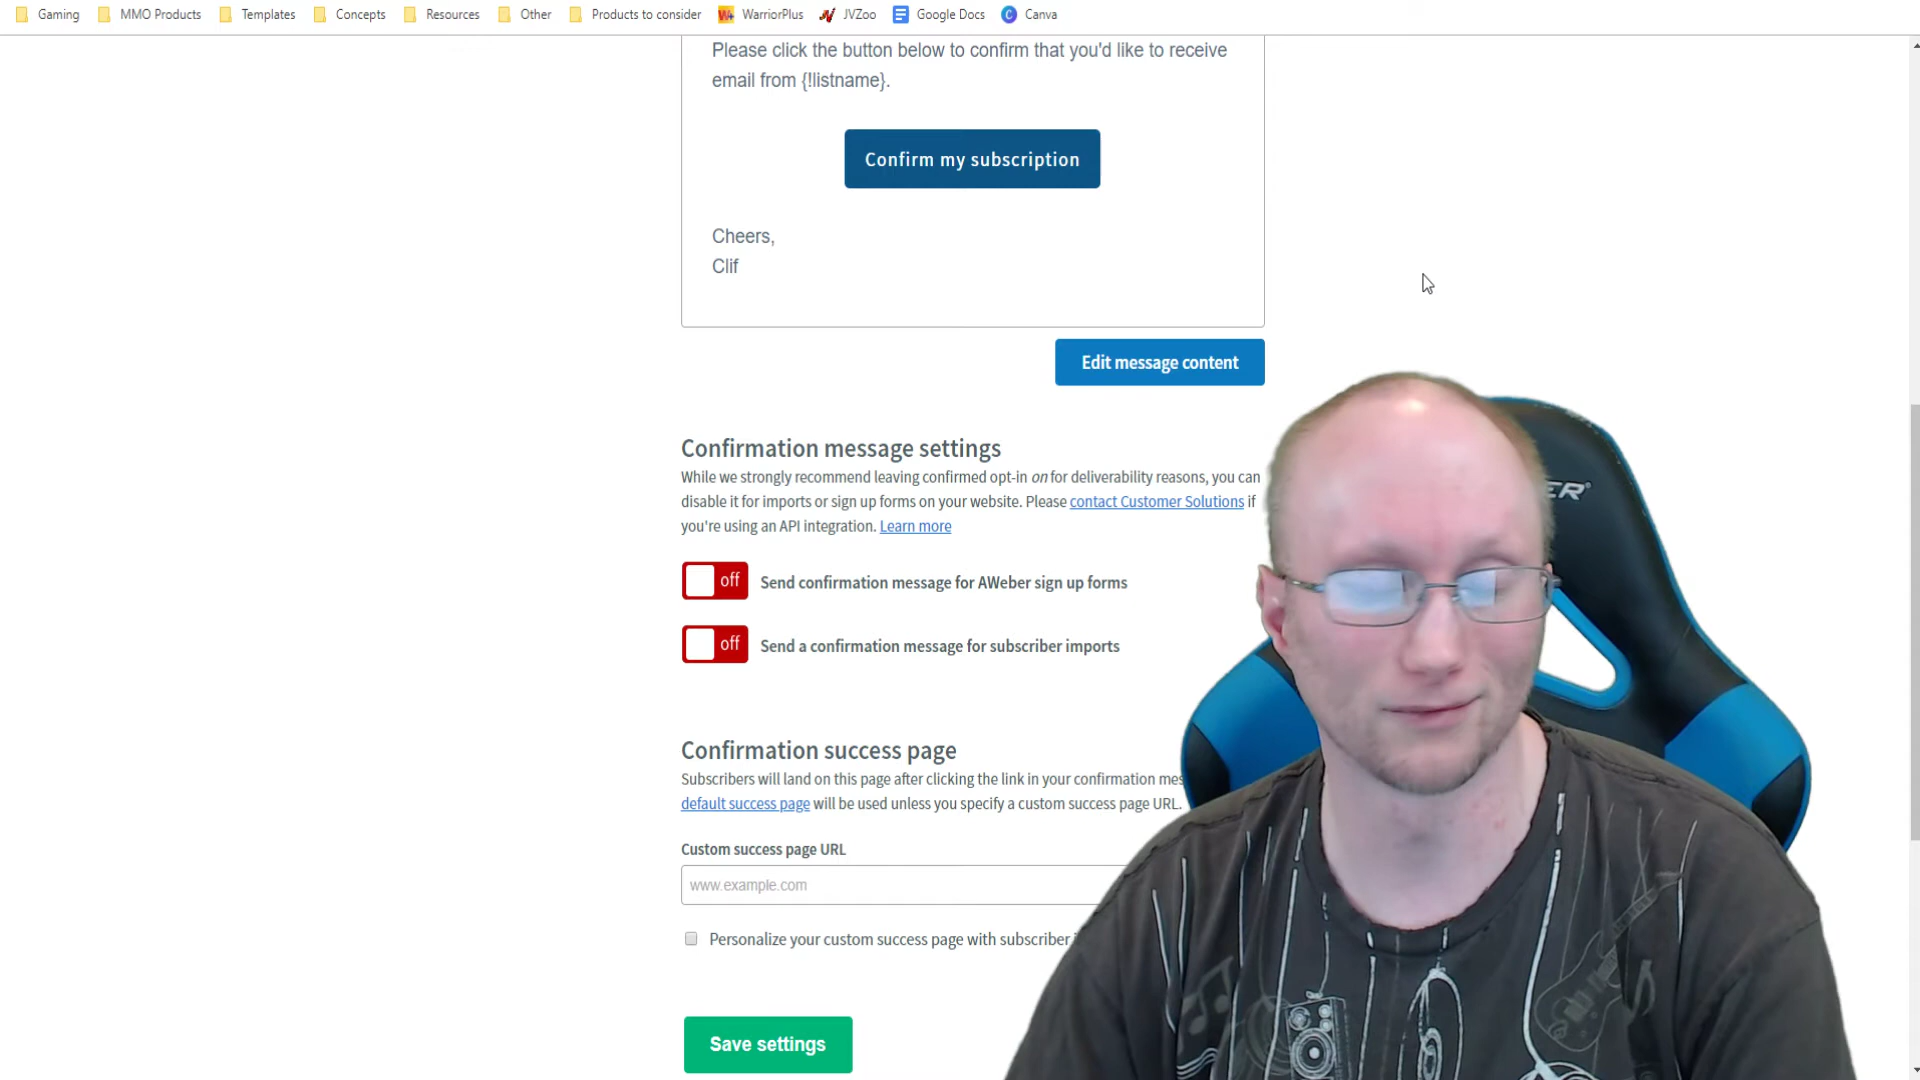 Gaming MMO Products Templates Concepts Resources Other Products to consider WarriorPlus JVZoo Google Docs Canva
Please click the button below to confirm that you'd like to receive
email from {!listname}.
Confirm my subscription
Cheers,
Clif
Edit message content
Confirmation message settings
While we strongly recommend leaving confirmed opt-in on for deliverability reasons, you can
disable it for imports or sign up forms on your website. Please contact Customer Solutions if
you're using an API integration. Learn more
off Send confirmation message for AWeber sign up forms
off Send a confirmation message for subscriber imports
Confirmation success page
Subscribers will land on this page after clicking the link in your confirmation
default success page will be used unless you specify a custom success page URL.
Custom success page URL
www.example.com
Personalize your custom success page with subscriber
Save settings